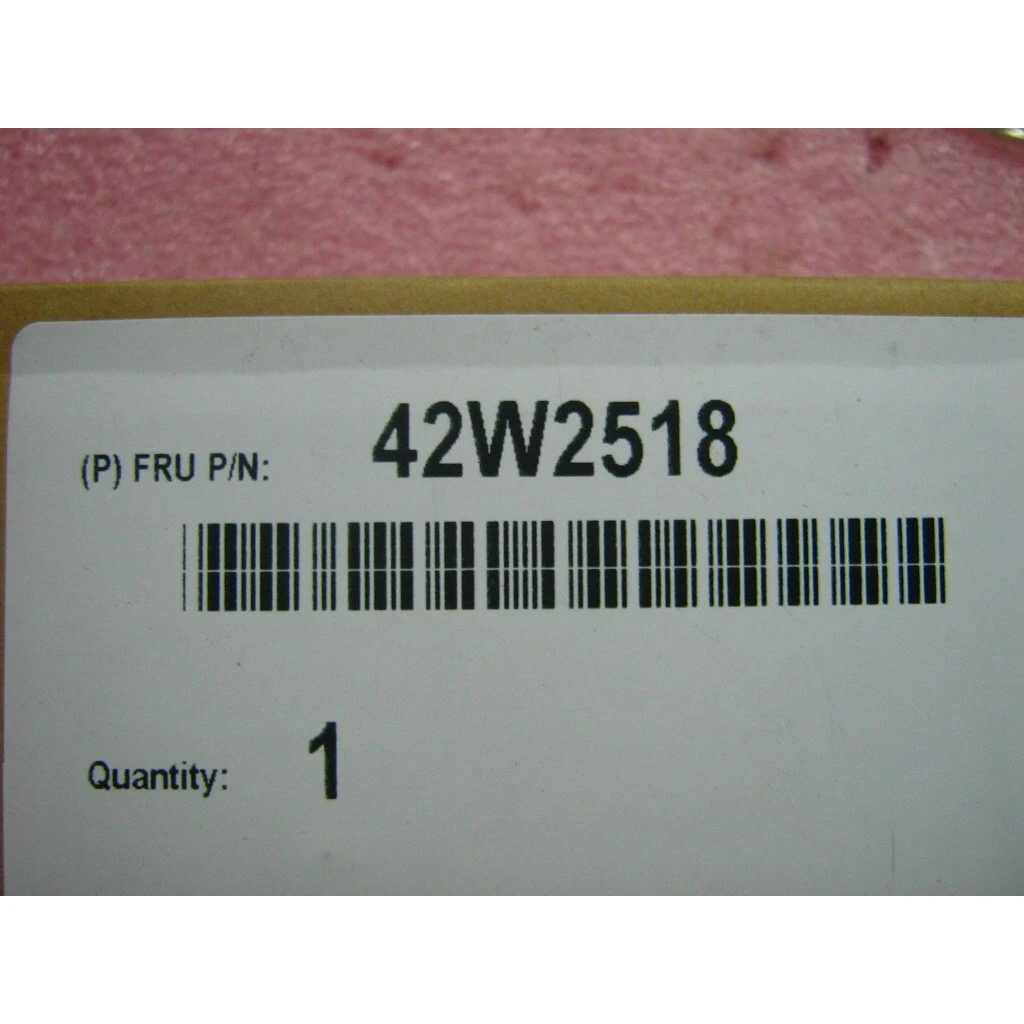 (P) FRU P/N: 42W2518
Quantity: 1